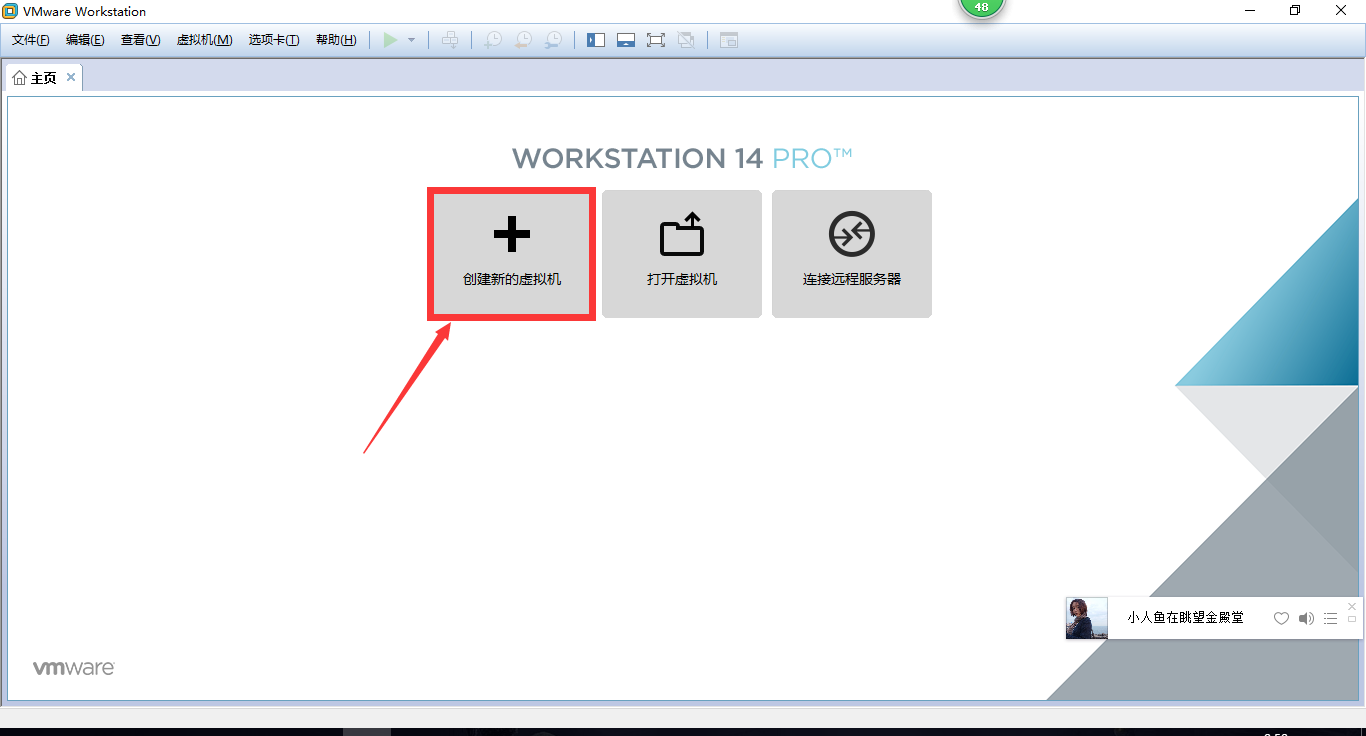 VMware Workstation
48
文件(F) 编辑(E) 查看(V) 虚拟机(M) 选项卡(T) 帮助(H)
主页
WORKSTATION 14 PRO™
创建新的虚拟机 打开虚拟机 连接远程服务器
小人鱼在眺望金殿堂
vmware